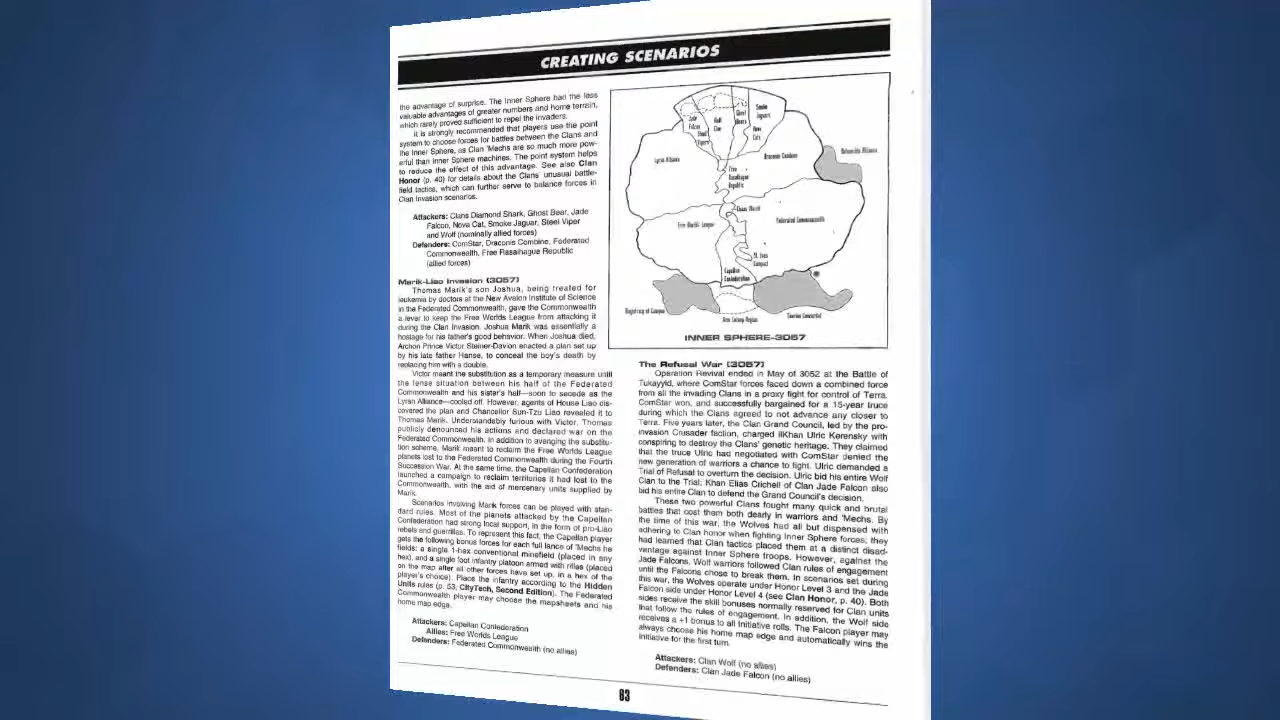 CREATING SCENARIOS
the advantage of surprise. The Inner Sphere had the less
valuable advantages of greater numbers and home terrain,
which rarely proved sufficient to repel the invaders.
It is strongly recommended that players use the point
system to choose forces for battles between the Clans and
the Inner Sphere, as Clan 'Mechs are so much more pow-
erful than Inner Sphere machines. The point system helps
to reduce the effect of this advantage. See also Clan
Honor (p. 40) for details about the Clans' unusual battle-
field tactics, which can further serve to balance forces in
Clan Invasion scenarios.
Attackers: Clans Diamond Shark, Ghost Bear, Jade
Falcon, Nova Cat, Smoke Jaguar, Steel Viper
and Wolf (nominally allied forces)
Defenders: ComStar, Draconis Combine, Federated
Commonwealth, Free Rasalhague Republic
(allied forces)
Marik-Liao Invasion (3057)
Thomas Marik's son Joshua, being treated for
leukemia by doctors at the New Avalon Institute of Science
in the Federated Commonwealth, gave the Commonwealth
a lever to keep the Free Worlds League from attacking it
during the Clan Invasion. Joshua Marik was essentially a
hostage for his father's good behavior. When Joshua died,
Archon Prince Victor Steiner-Davion enacted a plan set up
by his late father Hanse, to conceal the boy's death by
replacing him with a double.
Victor meant the substitution as a temporary measure until
the tense situation between his half of the Federated
Commonwealth and his sister's half—soon to secede as the
Lyran Alliance—cooled off. However, agents of House Liao dis-
covered the plan and Chancellor Sun-Tzu Liao revealed it to
Thomas Marik. Understandably furious with Victor, Thomas
publicly denounced his actions and declared war on the
Federated Commonwealth. In addition to avenging the substitu-
tion scheme, Marik meant to reclaim the Free Worlds League
planets lost to the Federated Commonwealth during the Fourth
Succession War. At the same time, the Capellan Confederation
launched a campaign to reclaim territories it had lost to the
Commonwealth, with the aid of mercenary units supplied by
Marik.
Scenarios involving Marik forces can be played with stan-
dard rules. Most of the planets attacked by the Capellan
Confederation had strong local support, in the form of pro-Liao
rebels and guerrillas. To represent this fact, the Capellan player
gets the following bonus forces for each full lance of 'Mechs he
fields: a single 1-hex conventional minefield (placed in any
hex), and a single foot infantry platoon armed with rifles (placed
on the map after all other forces have set up, in a hex of the
player's choice). Place the infantry according to the Hidden
Units rules (p. 53, CityTech, Second Edition). The Federated
Commonwealth player may choose the mapsheets and his
home map edge.
Attackers: Capellan Confederation
Allies: Free Worlds League
Defenders: Federated Commonwealth (no allies)
Jade
Falcon
Steel
Vipers
Wolf
Clan
Ghost
Bears
Nova
Cats
Smoke
Jaguars
Lyran Alliance
Draconis Combine
Outworlds Alliance
Free
Rasalhague
Republic
Chaos March
Free Worlds League
Federated Commonwealth
St. Ives
Compact
Capellan
Confederation
Magistracy of Canopus
Taurian Concordat
INNER SPHERE-3057
The Refusal War (3057)
Operation Revival ended in May of 3052 at the Battle of
Tukayyid, where ComStar forces faced down a combined force
from all the invading Clans in a proxy fight for control of Terra.
ComStar won, and successfully bargained for a 15-year truce
during which the Clans agreed to not advance any closer to
Terra. Five years later, the Clan Grand Council, led by the pro-
invasion Crusader faction, charged ilKhan Ulric Kerensky with
conspiring to destroy the Clans' genetic heritage. They claimed
that the truce Ulric had negotiated with ComStar denied the
new generation of warriors a chance to fight. Ulric demanded a
Trial of Refusal to overturn the decision. Ulric bid his entire Wolf
Clan to the Trial; Khan Elias Crichell of Clan Jade Falcon also
bid his entire Clan to defend the Grand Council's decision.
These two powerful Clans fought many quick and brutal
battles that cost them both dearly in warriors and 'Mechs. By
the time of this war, the Wolves had all but dispensed with
adhering to Clan honor when fighting Inner Sphere forces; they
had learned that Clan tactics placed them at a distinct disad-
vantage against Inner Sphere troops. However, against the
Jade Falcons, Wolf warriors followed Clan rules of engagement
until the Falcons chose to break them. In scenarios set during
this war, the Wolves operate under Honor Level 3 and the Jade
Falcon side under Honor Level 4 (see Clan Honor, p. 40). Both
sides receive the skill bonuses normally reserved for Clan units
that follow the rules of engagement. In addition, the Wolf side
receives a +1 bonus to all Initiative rolls. The Falcon player may
always choose his home map edge and automatically wins the
Initiative for the first turn.
Attackers: Clan Wolf (no allies)
Defenders: Clan Jade Falcon (no allies)
63